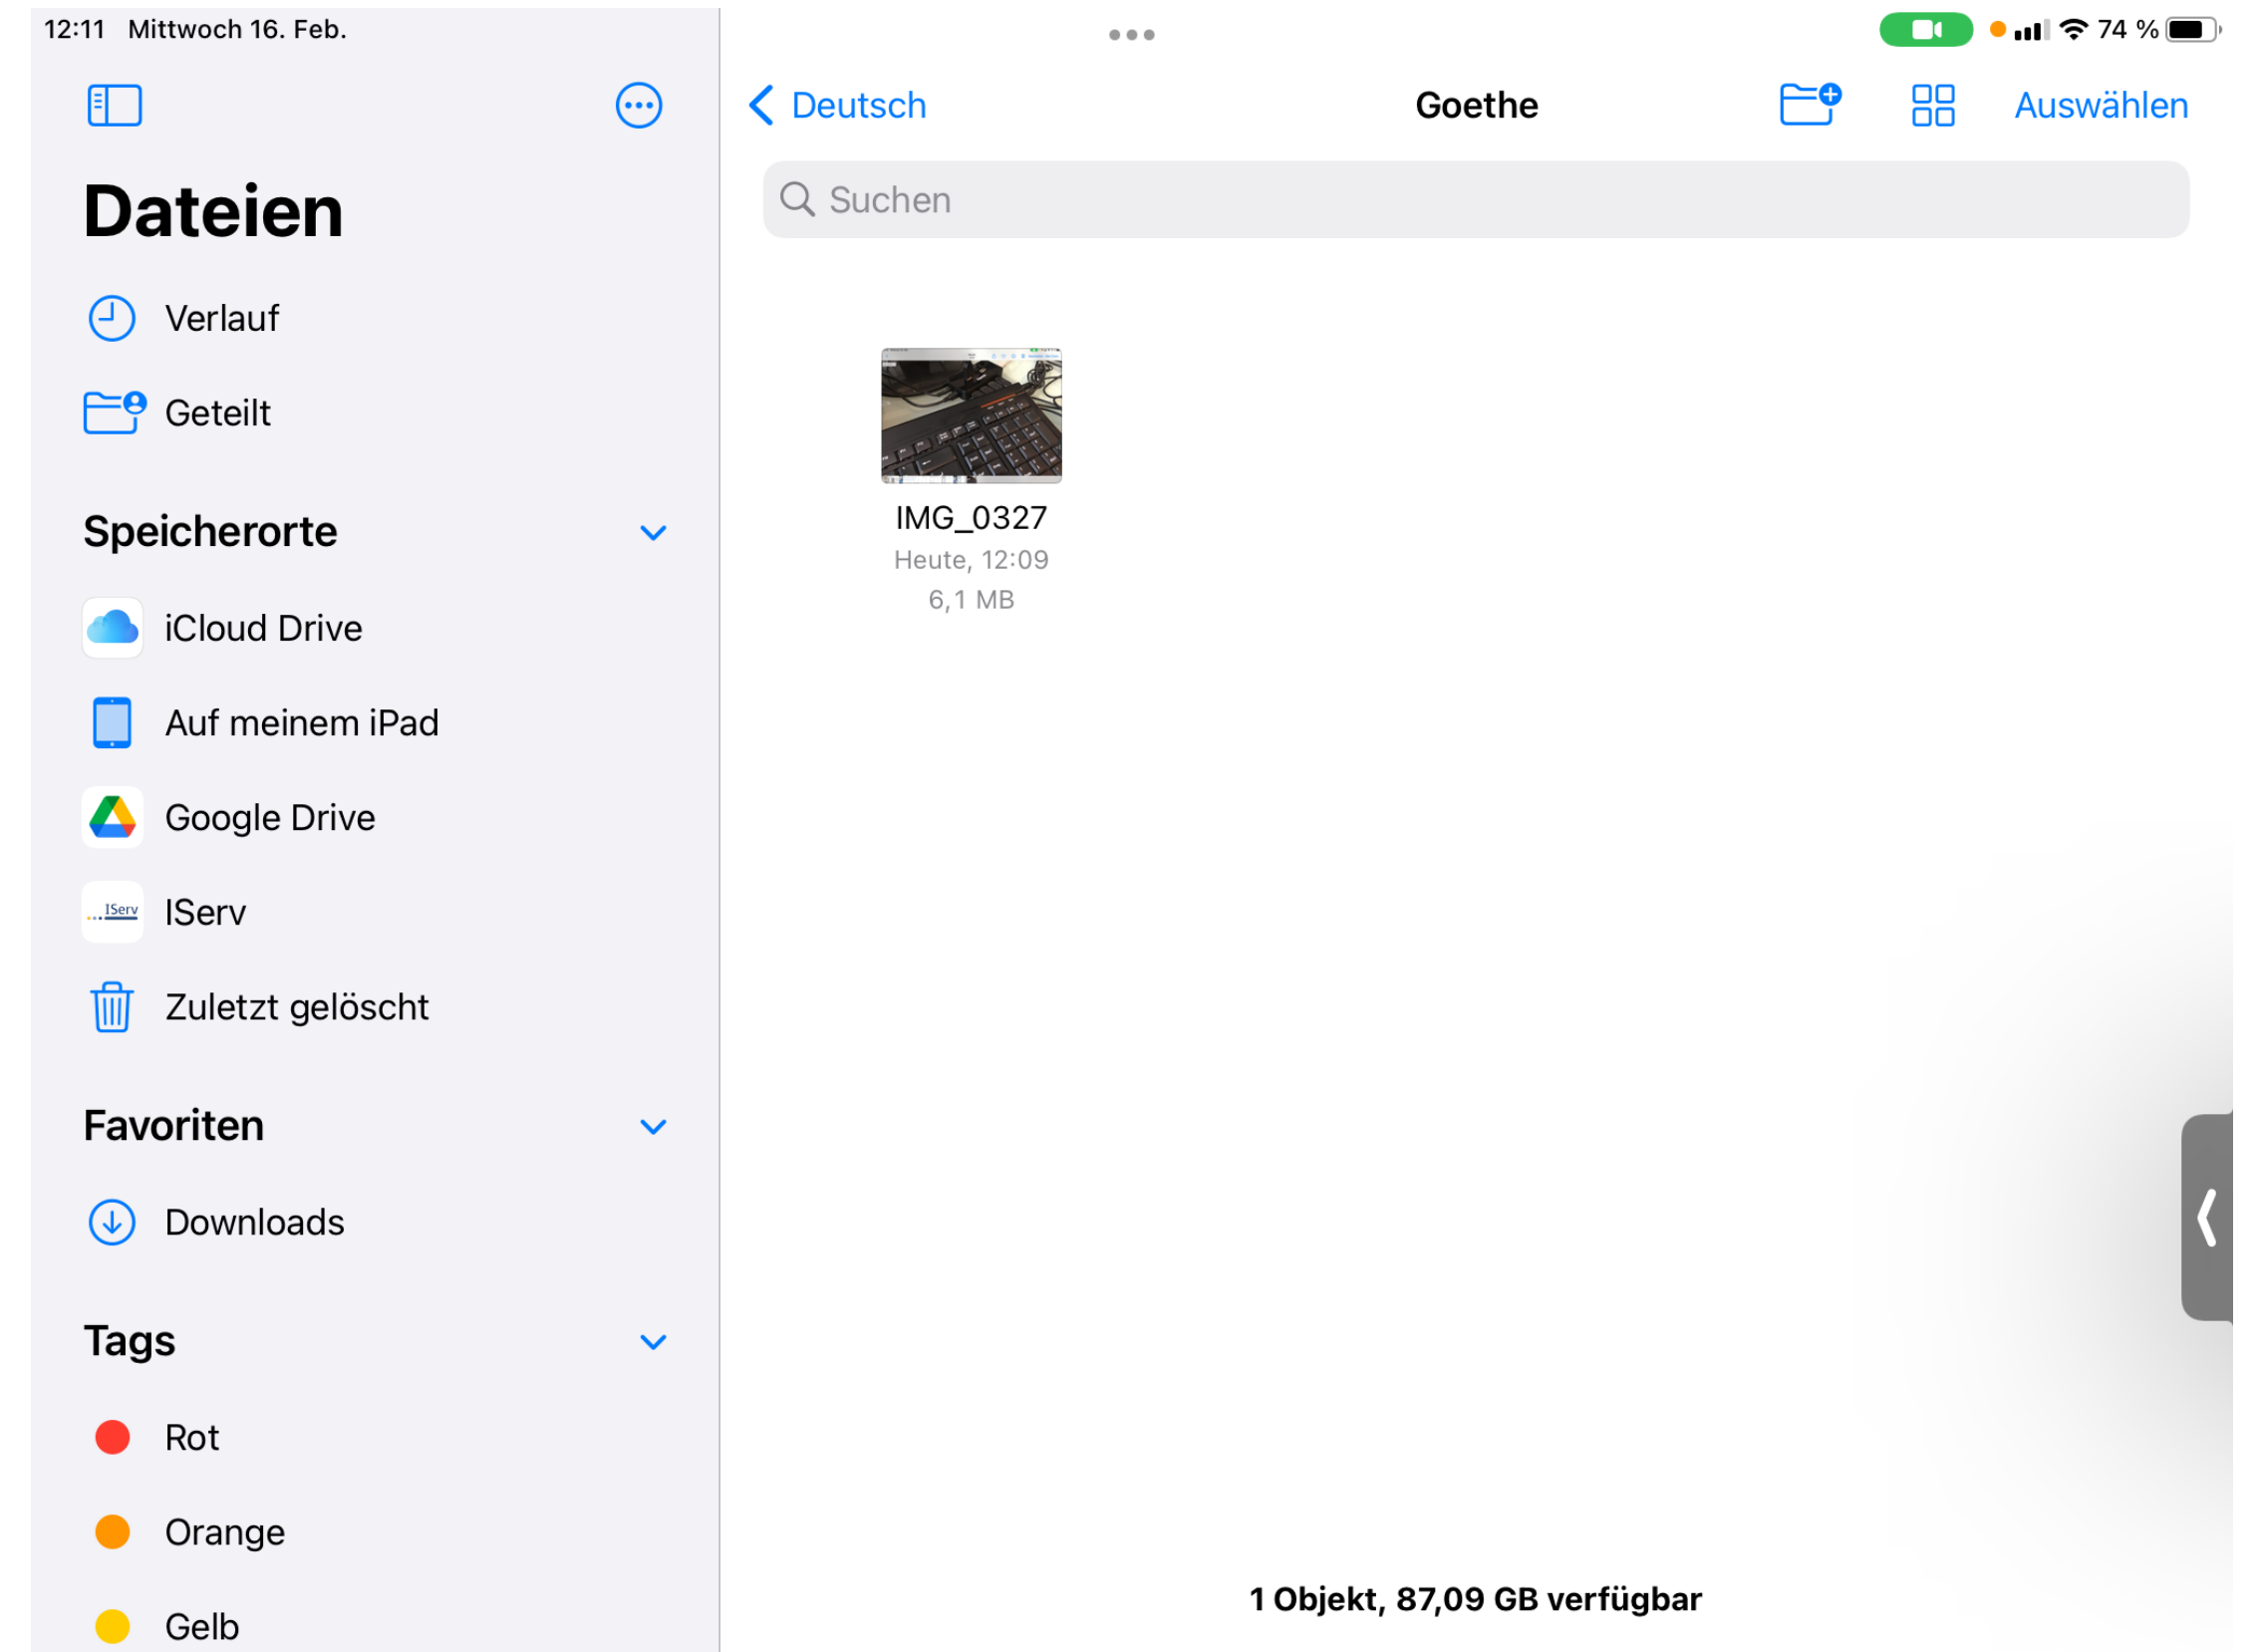 12:11 Mittwoch 16. Feb.
74 %
Dateien
Verlauf
Geteilt
Speicherorte
iCloud Drive
Auf meinem iPad
Google Drive
IServ
IServ
Zuletzt gelöscht
Favoriten
Downloads
Tags
Rot
Orange
Gelb
Deutsch
Goethe
Auswählen
Suchen
IMG_0327
Heute, 12:09
6,1 MB
1 Objekt, 87,09 GB verfügbar